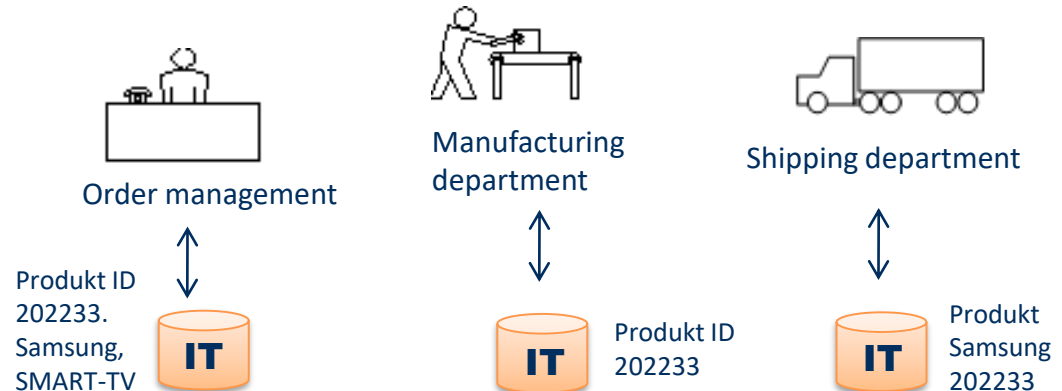 Order management
Manufacturing
department
Shipping department
Produkt ID
202233.
Samsung,
SMART-TV
IT
IT
Produkt ID
202233
IT
Produkt
Samsung
202233